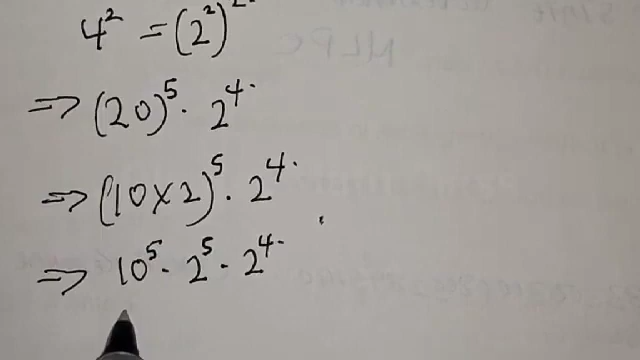 4² = (2²)²
⇒ (20)⁵ · 2⁴·
⇒ (10 × 2)⁵ · 2⁴·
⇒ 10⁵ · 2⁵ · 2⁴·